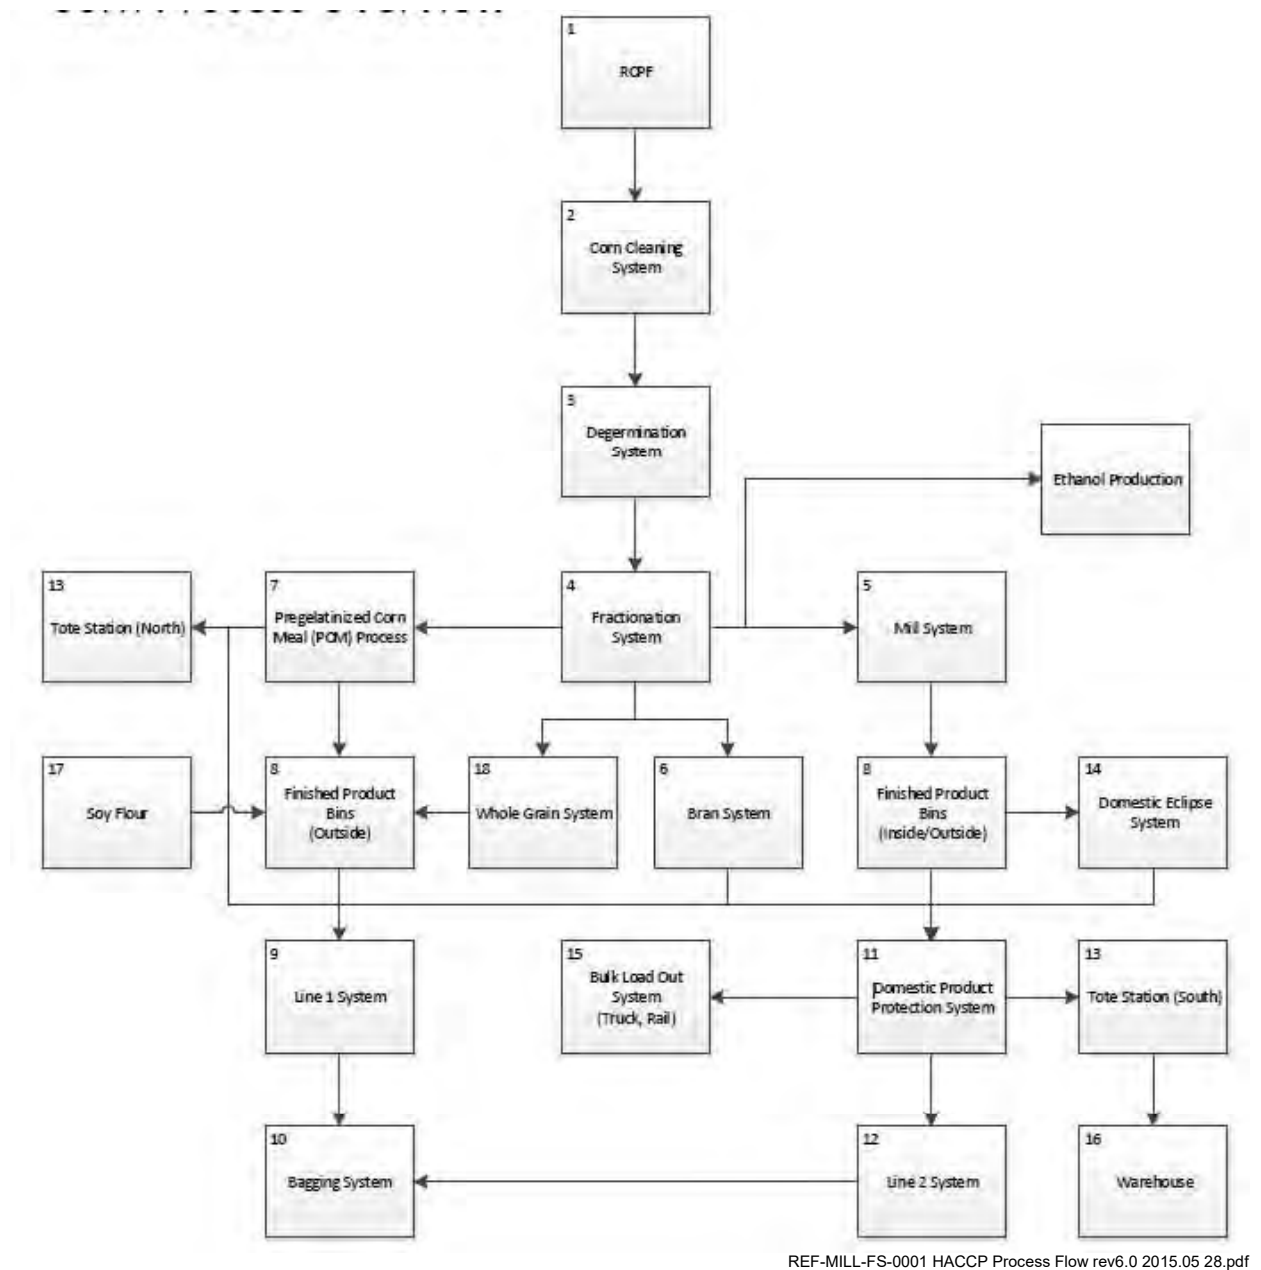 1
RCPF
2
Corn Cleaning
System
3
Degermination
System
Ethanol Production
13
Tote Station (North)
7
Pregelatinized Corn
Meal (PCM) Process
4
Fractionation
System
5
Mill System
17
Soy Flour
8
Finished Product
Bins
(Outside)
18
Whole Grain System
6
Bran System
8
Finished Product
Bins
(Inside/Outside)
14
Domestic Eclipse
System
9
Line 1 System
15
Bulk Load Out
System
(Truck, Rail)
11
Domestic Product
Protection System
13
Tote Station (South)
10
Bagging System
12
Line 2 System
16
Warehouse
REF-MILL-FS-0001 HACCP Process Flow rev6.0 2015.05 28.pdf